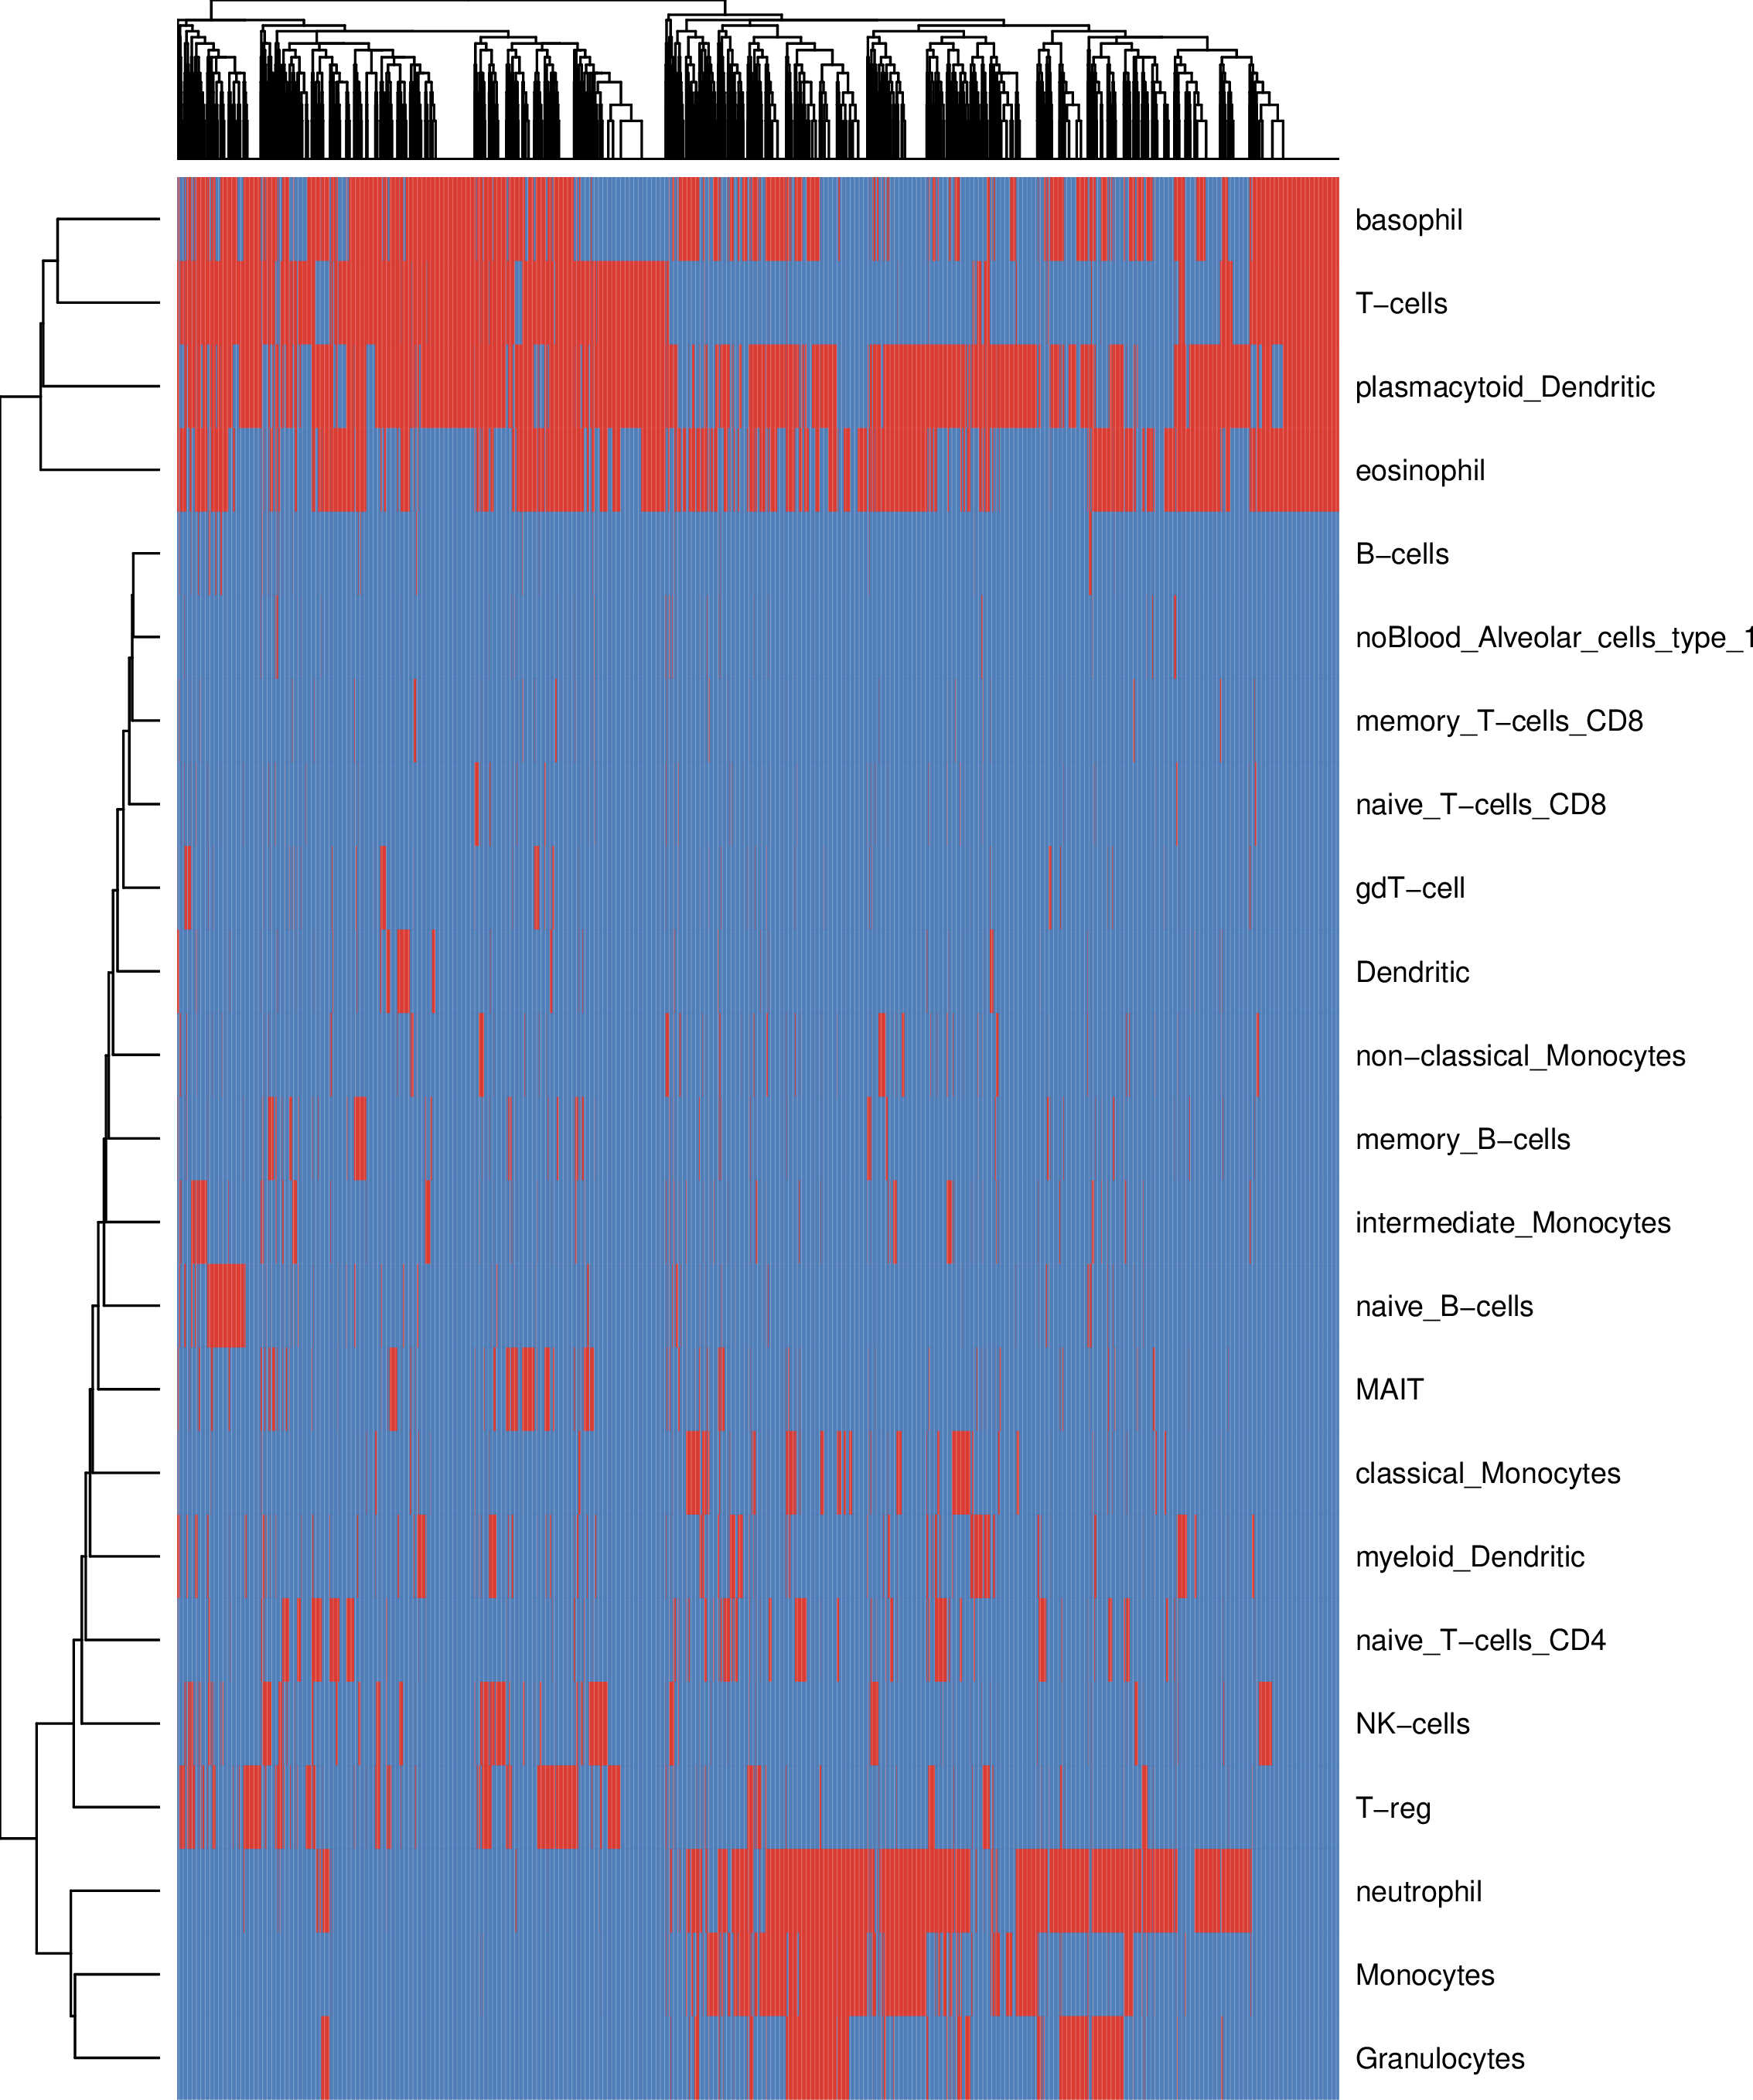 basophil
T−cells
plasmacytoid_Dendritic
eosinophil
B−cells
noBlood_Alveolar_cells_type_1
memory_T−cells_CD8
naive_T−cells_CD8
gdT−cell
Dendritic
non−classical_Monocytes
memory_B−cells
intermediate_Monocytes
naive_B−cells
MAIT
classical_Monocytes
myeloid_Dendritic
naive_T−cells_CD4
NK−cells
T−reg
neutrophil
Monocytes
Granulocytes